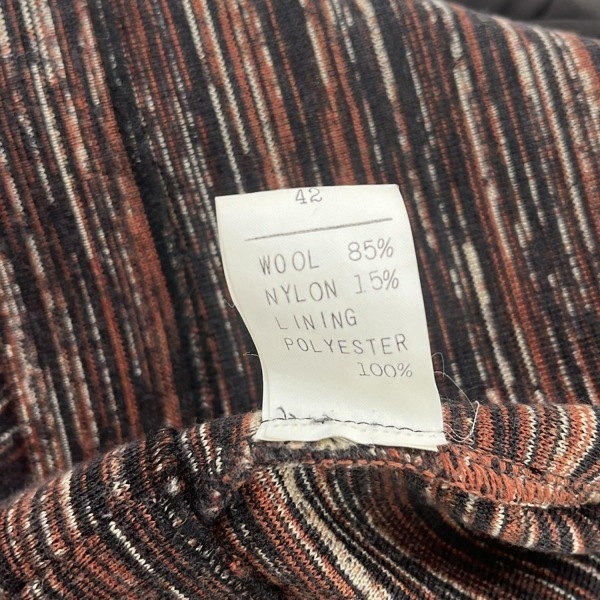 42
WOOL 85%
NYLON 15%
LINING
POLYESTER
100%